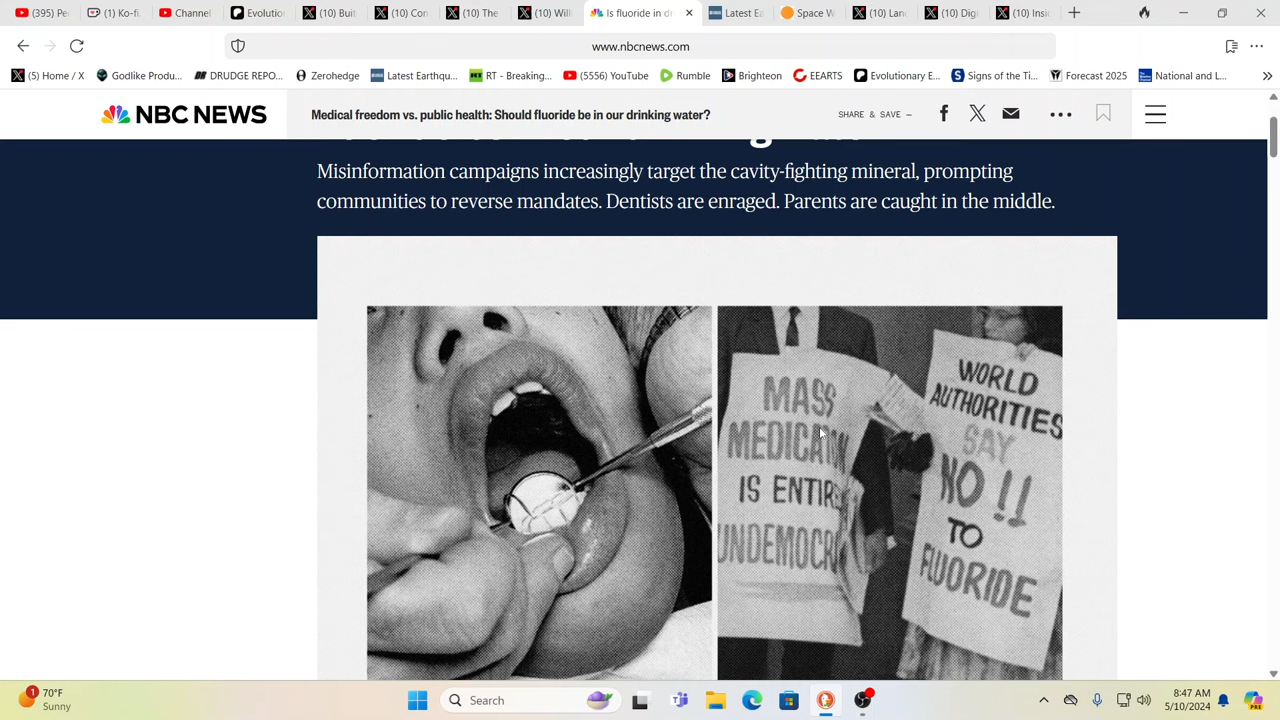 (395) Pe
(1) Ko-fi.
Channel
Evolutio
(10) Buil
(10) Co
(10) The
(10) Will
Is fluoride in dr
Latest Ea
Space W
(10) Lan
(10) Dig
(10) Insi
www.nbcnews.com
(5) Home / X
Godlike Produ...
DRUDGE REPO...
Zerohedge
Latest Earthqu...
RT - Breaking...
(5556) YouTube
Rumble
Brighteon
EEARTS
Evolutionary E...
Signs of the Ti...
Forecast 2025
National and L...
NBC NEWS
Medical freedom vs. public health: Should fluoride be in our drinking water?
SHARE & SAVE —
Misinformation campaigns increasingly target the cavity-fighting mineral, prompting
communities to reverse mandates. Dentists are enraged. Parents are caught in the middle.
MASS
MEDICATION
IS ENTIRE
UNDEMOCR
WORLD
AUTHORITIES
SAY
NO !!
TO
FLUORIDE
1
70°F
Sunny
Search
8:47 AM
5/10/2024